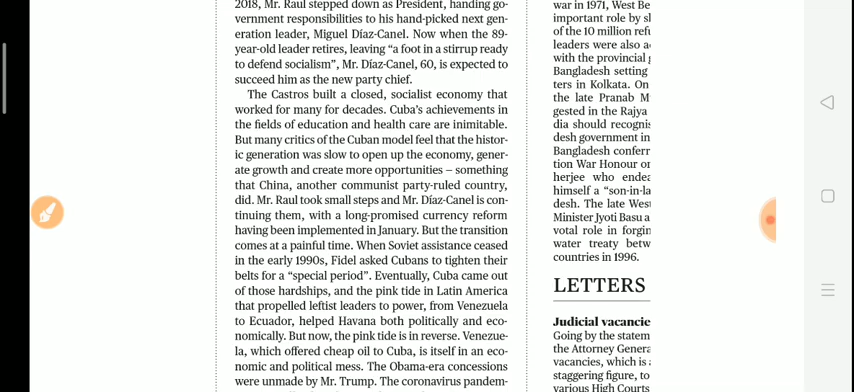 2018, Mr. Raul stepped down as President, handing go-
vernment responsibilities to his hand-picked next gen-
eration leader, Miguel Díaz-Canel. Now when the 89-
year-old leader retires, leaving “a foot in a stirrup ready
to defend socialism”, Mr. Díaz-Canel, 60, is expected to
succeed him as the new party chief.
The Castros built a closed, socialist economy that
worked for many for decades. Cuba’s achievements in
the fields of education and health care are inimitable.
But many critics of the Cuban model feel that the histor-
ic generation was slow to open up the economy, gener-
ate growth and create more opportunities – something
that China, another communist party-ruled country,
did. Mr. Raul took small steps and Mr. Díaz-Canel is con-
tinuing them, with a long-promised currency reform
having been implemented in January. But the transition
comes at a painful time. When Soviet assistance ceased
in the early 1990s, Fidel asked Cubans to tighten their
belts for a “special period”. Eventually, Cuba came out
of those hardships, and the pink tide in Latin America
that propelled leftist leaders to power, from Venezuela
to Ecuador, helped Havana both politically and eco-
nomically. But now, the pink tide is in reverse. Venezue-
la, which offered cheap oil to Cuba, is itself in an eco-
nomic and political mess. The Obama-era concessions
were unmade by Mr. Trump. The coronavirus pandem-
war in 1971, West Be
important role by sl
of the 10 million refu
leaders were also a
with the provincial g
Bangladesh setting
ters in Kolkata. On
the late Pranab M
gested in the Rajya
dia should recognis
desh government in
Bangladesh conferr
tion War Honour on
herjee who endea
himself a “son-in-la
desh. The late West
Minister Jyoti Basu a
votal role in forgin
water treaty betw
countries in 1996.
LETTERS
Judicial vacancie
Going by the statem
the Attorney Genera
vacancies, which is a
staggering figure, to
various High Courts